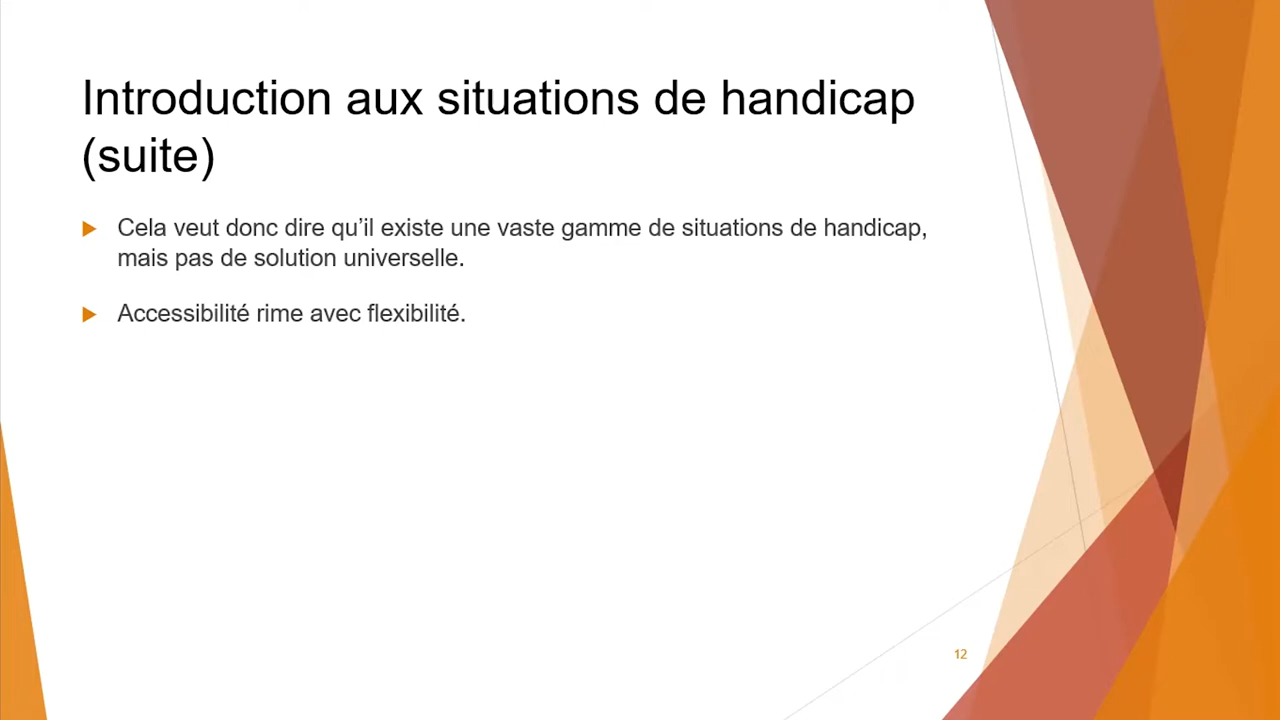 Introduction aux situations de handicap
(suite)
Cela veut donc dire qu’il existe une vaste gamme de situations de handicap,
mais pas de solution universelle.
Accessibilité rime avec flexibilité.
12